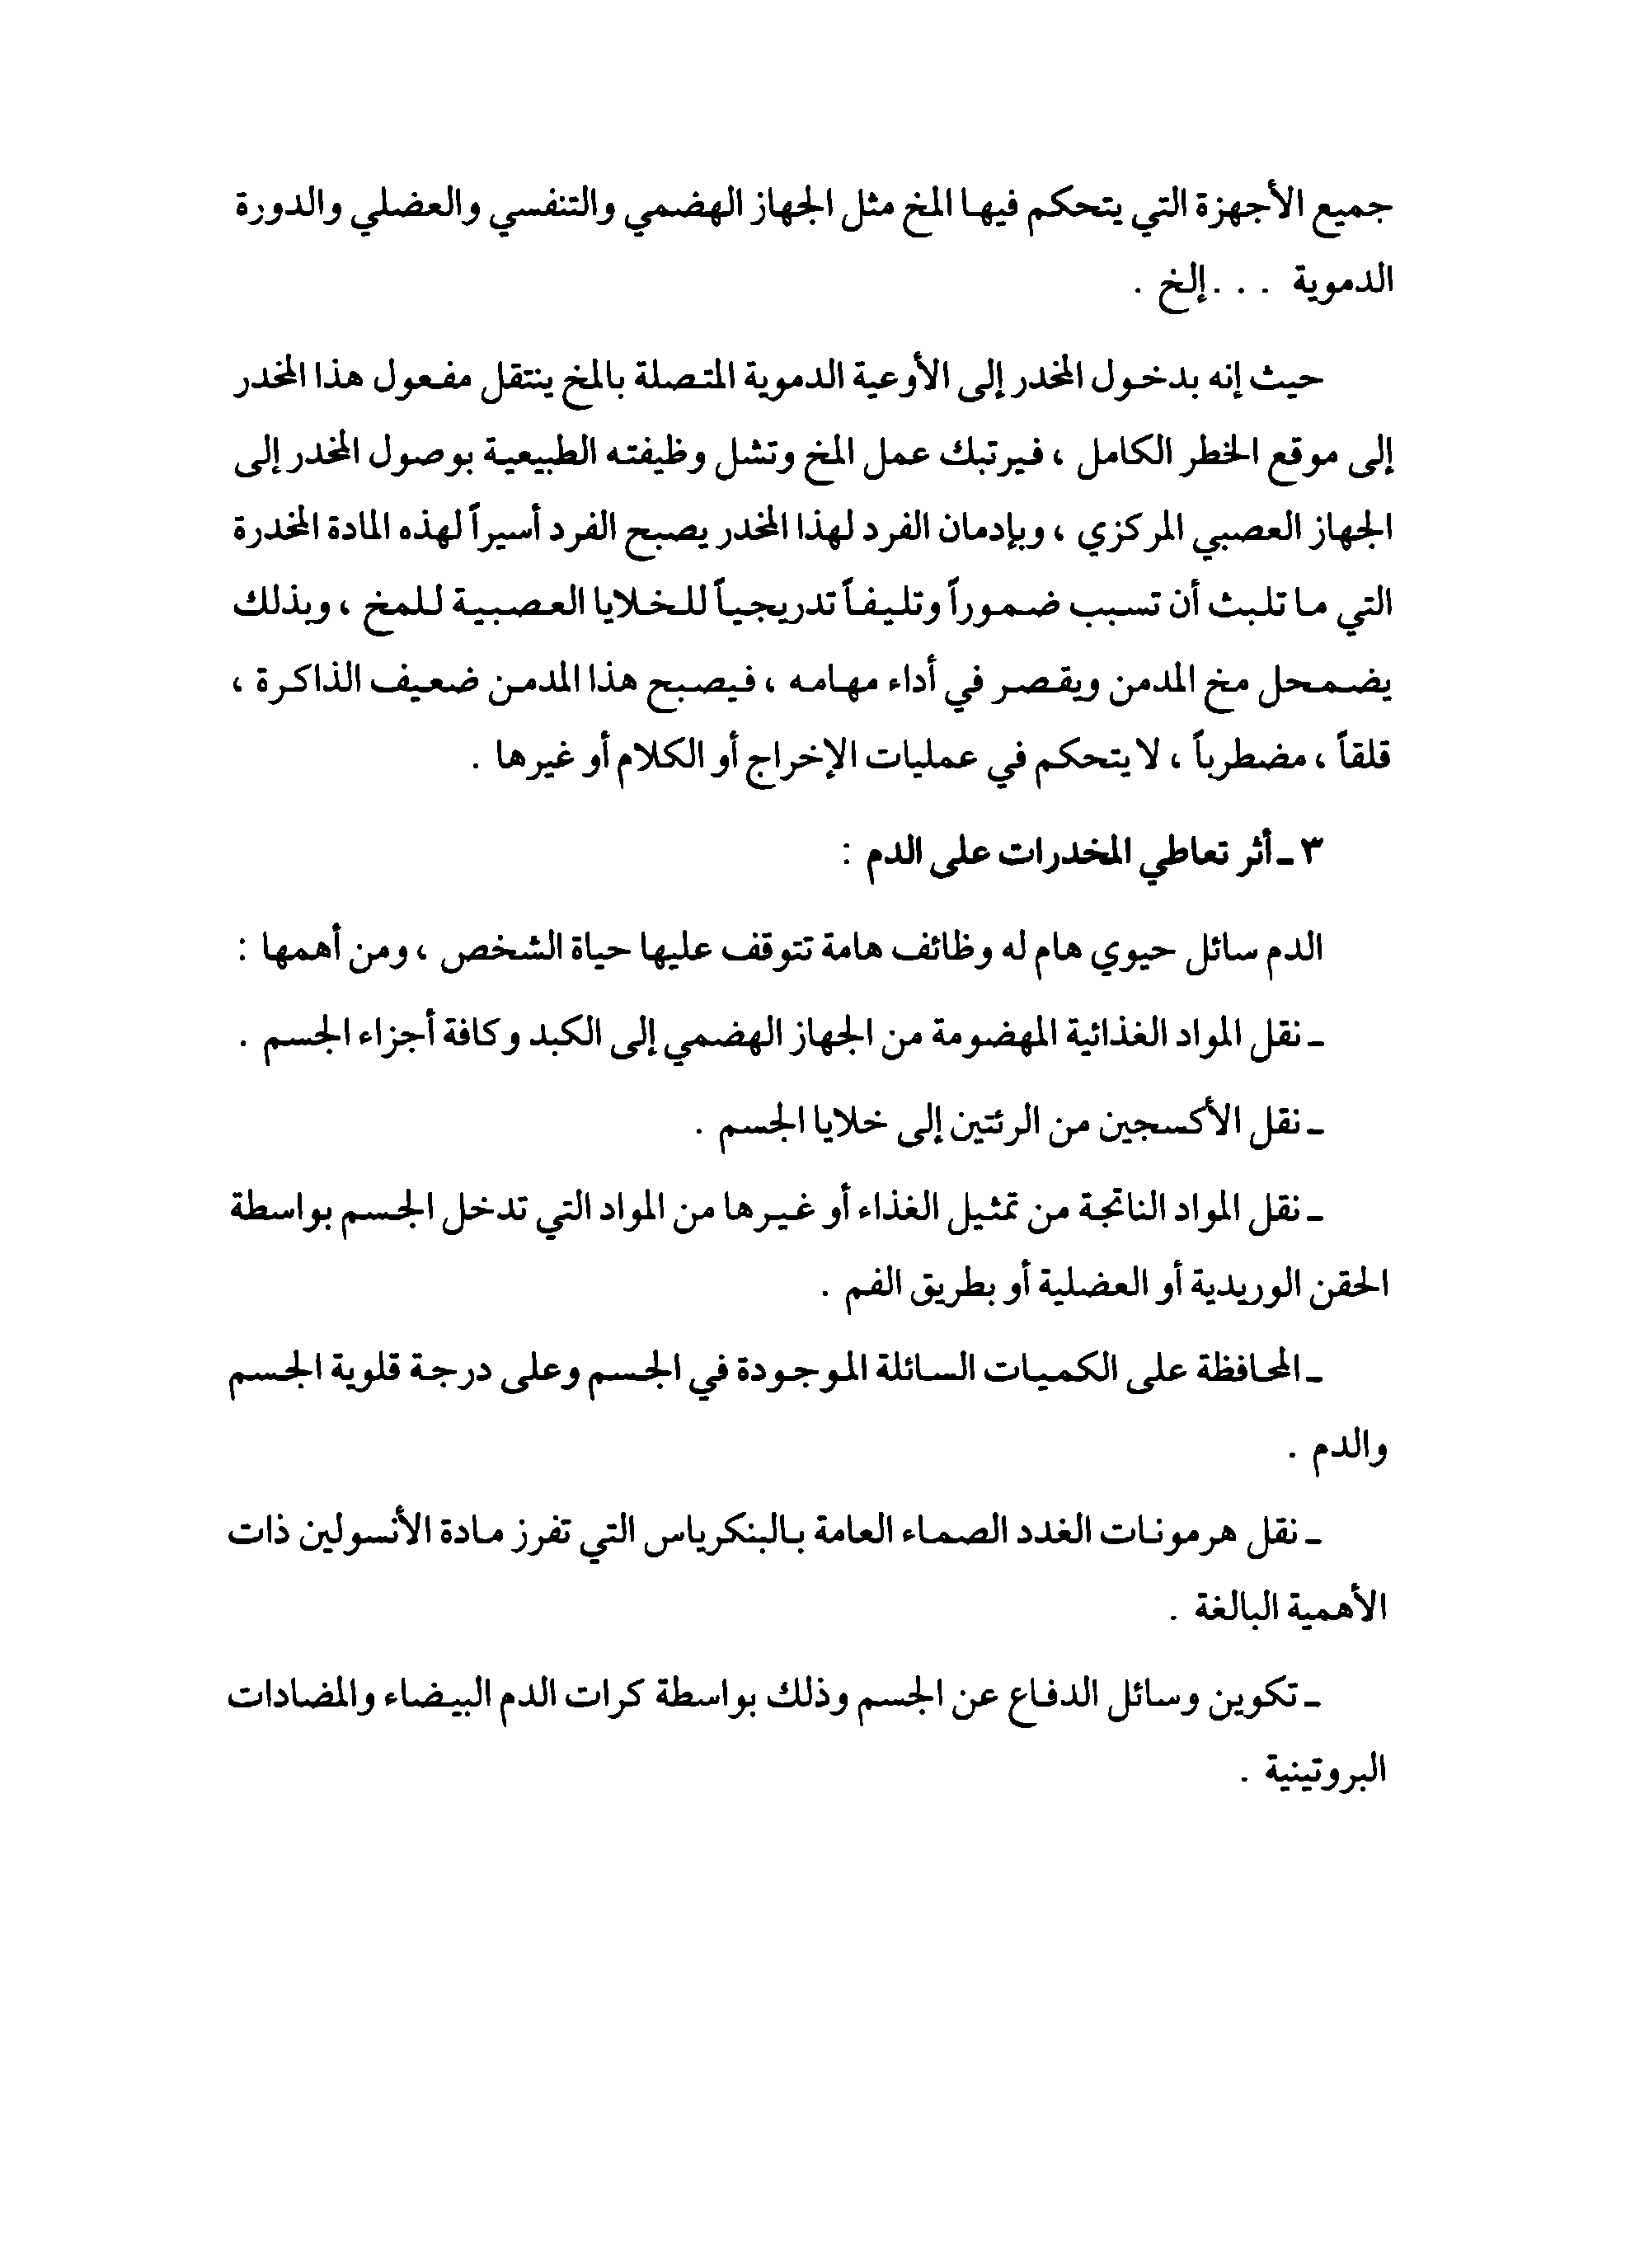 جميع الأجهزة التي يتحكم فيها المخ مثل الجهاز الهضمي والتنفسي والعضلي والدورة
الدموية . . . إلخ .
حيث إنه بدخول المخدر إلى الأوعية الدموية المتصلة بالمخ ينتقل مفعول هذا المخدر
إلى موقع الخطر الكامل ، فيرتبك عمل المخ وتشل وظيفته الطبيعية بوصول المخدر إلى
الجهاز العصبي المركزي ، وبإدمان الفرد لهذا المخدر يصبح الفرد أسيراً لهذه المادة المخدرة
التي ما تلبث أن تسبب ضموراً وتليفاً تدريجياً للخلايا العصبية للمخ ، وبذلك
يضمحل مخ المدمن ويقصر في أداء مهامه ، فيصبح هذا المدمن ضعيف الذاكرة ،
قلقاً ، مضطرباً ، لا يتحكم في عمليات الإخراج أو الكلام أو غيرها .
٣ ـ أثر تعاطي المخدرات على الدم :
الدم سائل حيوي هام له وظائف هامة تتوقف عليها حياة الشخص ، ومن أهمها :
ـ نقل المواد الغذائية المهضومة من الجهاز الهضمي إلى الكبد وكافة أجزاء الجسم .
ـ نقل الأكسجين من الرئتين إلى خلايا الجسم .
ـ نقل المواد الناتجة من تمثيل الغذاء أو غيرها من المواد التي تدخل الجسم بواسطة
الحقن الوريدية أو العضلية أو بطريق الفم .
ـ المحافظة على الكميات السائلة الموجودة في الجسم وعلى درجة قلوية الجسم
والدم .
ـ نقل هرمونات الغدد الصماء العامة بالبنكرياس التي تفرز مادة الأنسولين ذات
الأهمية البالغة .
ـ تكوين وسائل الدفاع عن الجسم وذلك بواسطة كرات الدم البيضاء والمضادات
البروتينية .